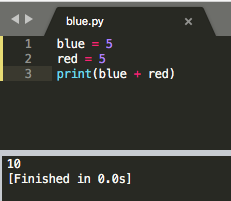 blue.py
1 blue = 5
2 red = 5
3 print(blue + red)
10
[Finished in 0.0s]